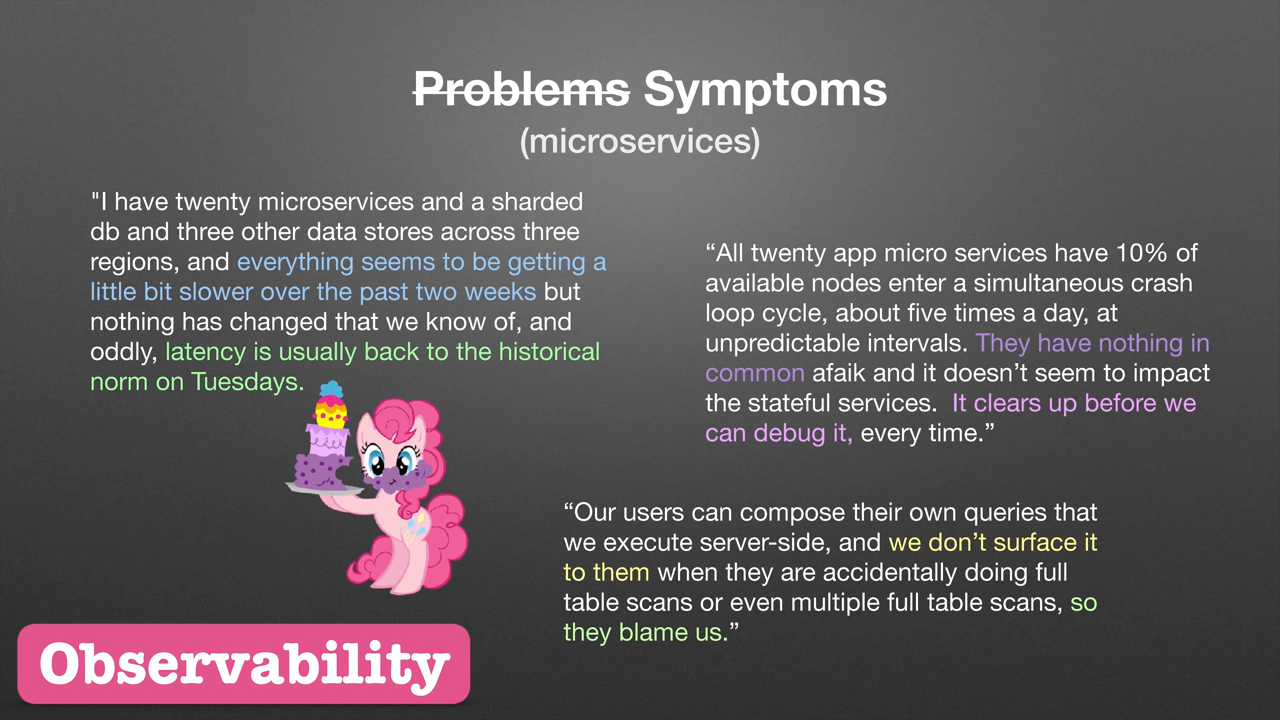 Problems Symptoms
(microservices)
"I have twenty microservices and a sharded
db and three other data stores across three
regions, and everything seems to be getting a
little bit slower over the past two weeks but
nothing has changed that we know of, and
oddly, latency is usually back to the historical
norm on Tuesdays.
“All twenty app micro services have 10% of
available nodes enter a simultaneous crash
loop cycle, about five times a day, at
unpredictable intervals. They have nothing in
common afaik and it doesn’t seem to impact
the stateful services.  It clears up before we
can debug it, every time.”
“Our users can compose their own queries that
we execute server-side, and we don’t surface it
to them when they are accidentally doing full
table scans or even multiple full table scans, so
they blame us.”
Observability